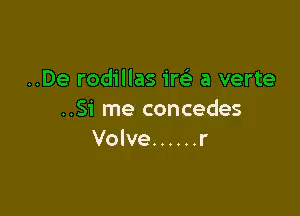 ..De rodillas iré a verte
..Si me concedes
Volve......r